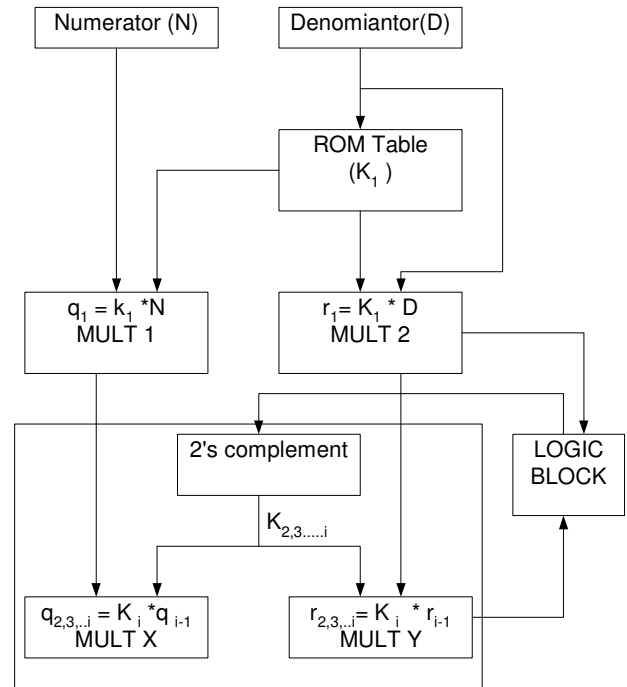 Numerator (N)
Denomiantor(D)
ROM Table
(K₁ )
q₁ = k₁ *N
MULT 1
r₁= K₁ * D
MULT 2
2's complement
LOGIC
BLOCK
K₂,₃.....ᵢ
q₂,₃,..ᵢ = K ᵢ *q ᵢ₋₁
MULT X
r₂,₃,..ᵢ= K ᵢ * r ᵢ₋₁
MULT Y